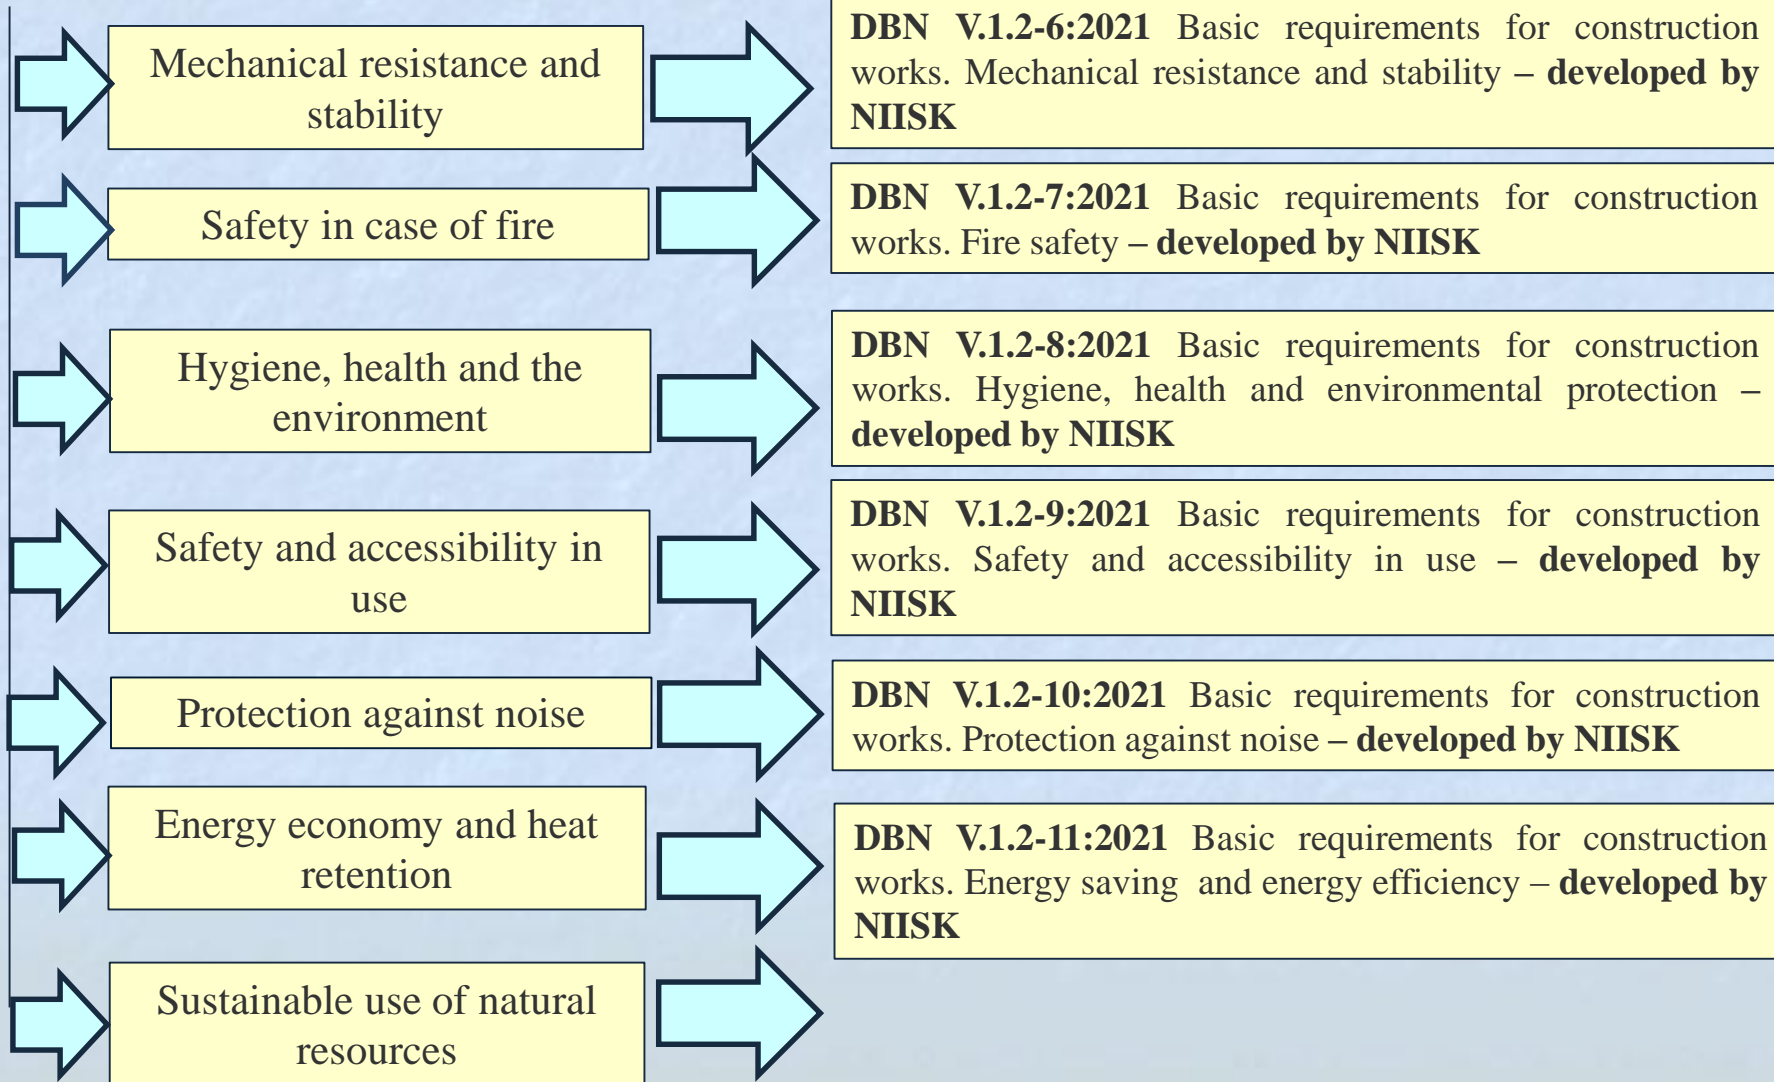 Mechanical resistance and
stability
DBN V.1.2-6:2021 Basic requirements for construction
works. Mechanical resistance and stability – developed by
NIISK
Safety in case of fire
DBN V.1.2-7:2021 Basic requirements for construction
works. Fire safety – developed by NIISK
Hygiene, health and the
environment
DBN V.1.2-8:2021 Basic requirements for construction
works. Hygiene, health and environmental protection –
developed by NIISK
Safety and accessibility in
use
DBN V.1.2-9:2021 Basic requirements for construction
works. Safety and accessibility in use – developed by
NIISK
Protection against noise
DBN V.1.2-10:2021 Basic requirements for construction
works. Protection against noise – developed by NIISK
Energy economy and heat
retention
DBN V.1.2-11:2021 Basic requirements for construction
works. Energy saving and energy efficiency – developed by
NIISK
Sustainable use of natural
resources